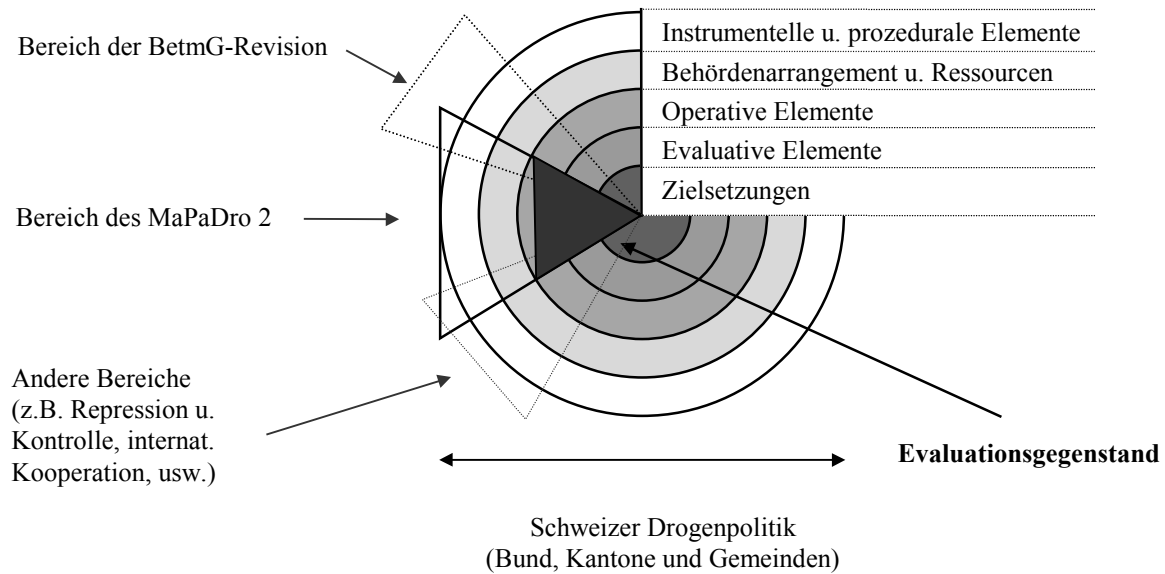 Instrumentelle u. prozedurale Elemente
Behördenarrangement u. Ressourcen
Operative Elemente
Evaluative Elemente
Zielsetzungen
Bereich der BetmG-Revision
Bereich des MaPaDro 2
Andere Bereiche
(z.B. Repression u.
Kontrolle, internat.
Kooperation, usw.)
Evaluationsgegenstand
Schweizer Drogenpolitik
(Bund, Kantone und Gemeinden)